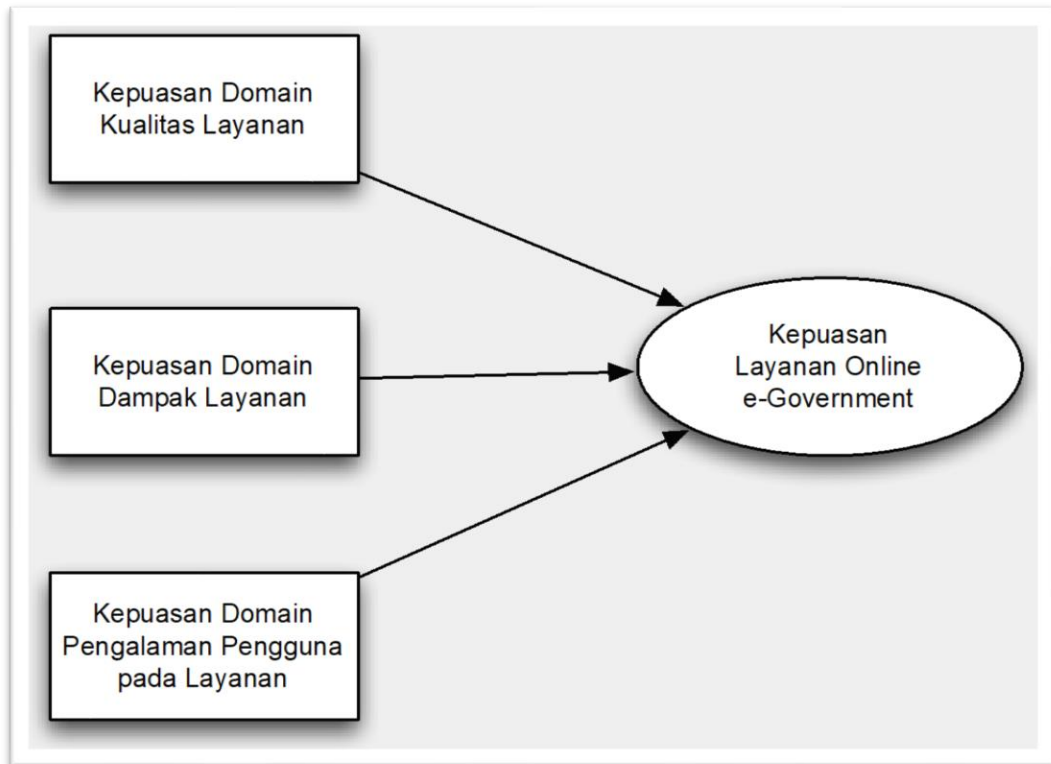 Kepuasan Domain
Kualitas Layanan
Kepuasan Domain
Dampak Layanan
Kepuasan Domain
Pengalaman Pengguna
pada Layanan
Kepuasan
Layanan Online
e-Government